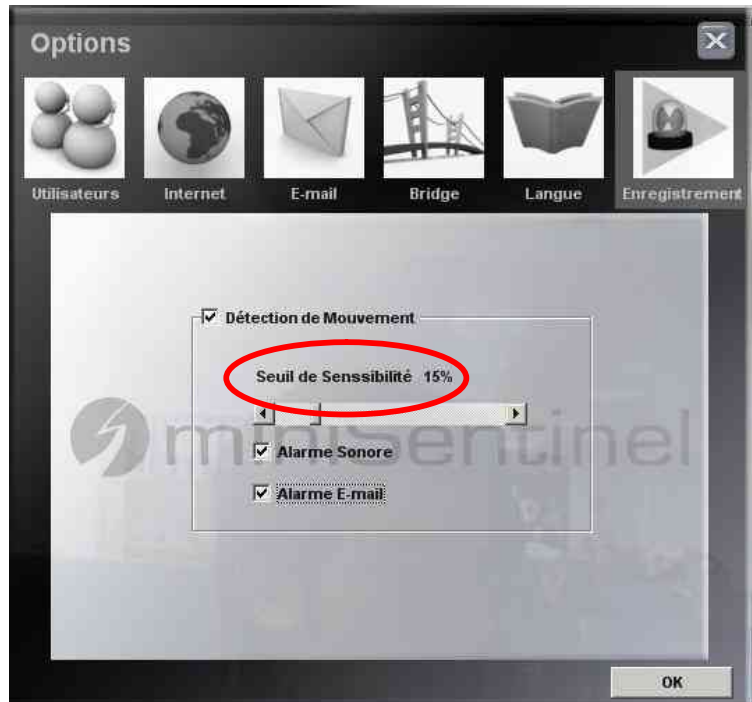 Options
Utilisateurs Internet E-mail Bridge Langue Enregistrement
Détection de Mouvement
Seuil de Senssibilité 15%
miniSentinel
Alarme Sonore
Alarme E-mail
OK